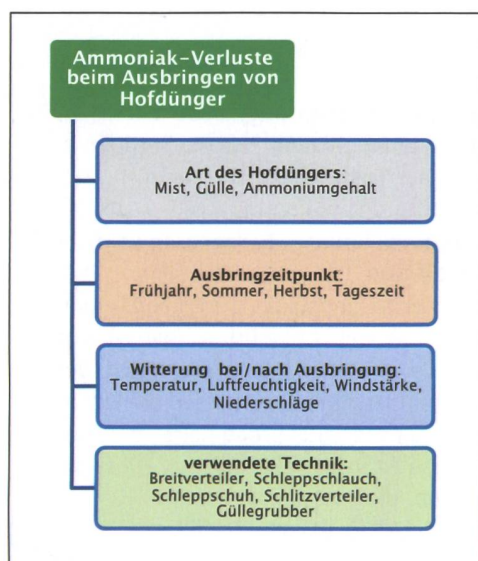 Ammoniak-Verluste
beim Ausbringen von
Hofdünger
Art des Hofdüngers:
Mist, Gülle, Ammoniumgehalt
Ausbringzeitpunkt:
Frühjahr, Sommer, Herbst, Tageszeit
Witterung bei/nach Ausbringung:
Temperatur, Luftfeuchtigkeit, Windstärke,
Niederschläge
verwendete Technik:
Breitverteiler, Schleppschlauch,
Schleppschuh, Schlitzverteiler,
Güllegrubber